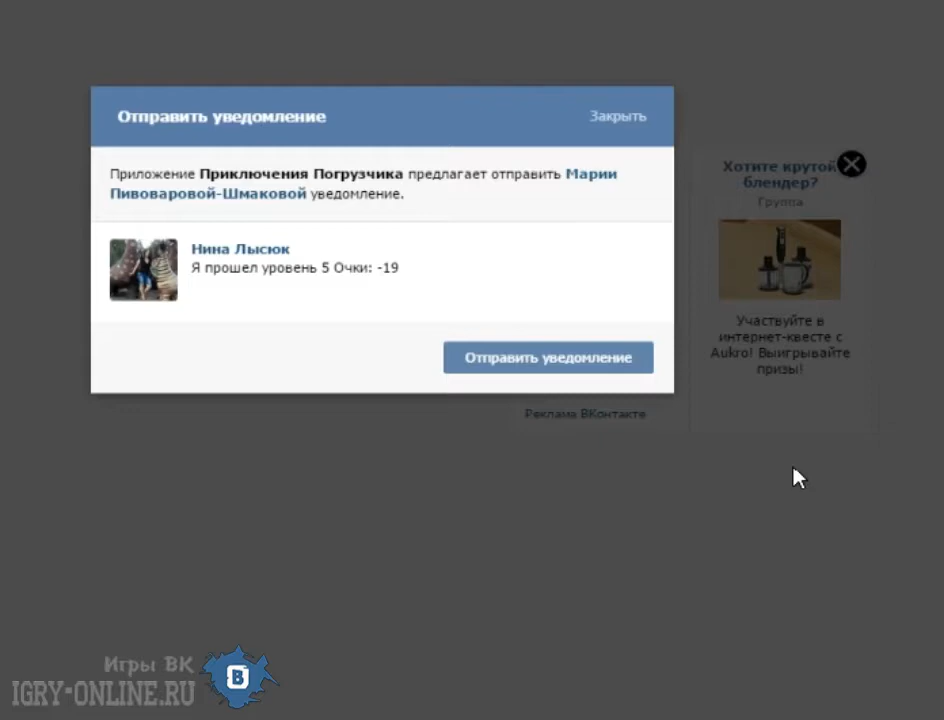 Отправить уведомление
Закрыть
Приложение Приключения Погрузчика предлагает отправить Марии
Пивоваровой-Шмаковой уведомление.
Нина Лысюк
Я прошел уровень 5 Очки: -19
Отправить уведомление
Хотите крутой
блендер?
Группа
Участвуйте в
интернет-квесте с
Aukro! Выигрывайте
призы!
Реклама ВКонтакте
Игры ВК
IGRY-ONLINE.RU
В